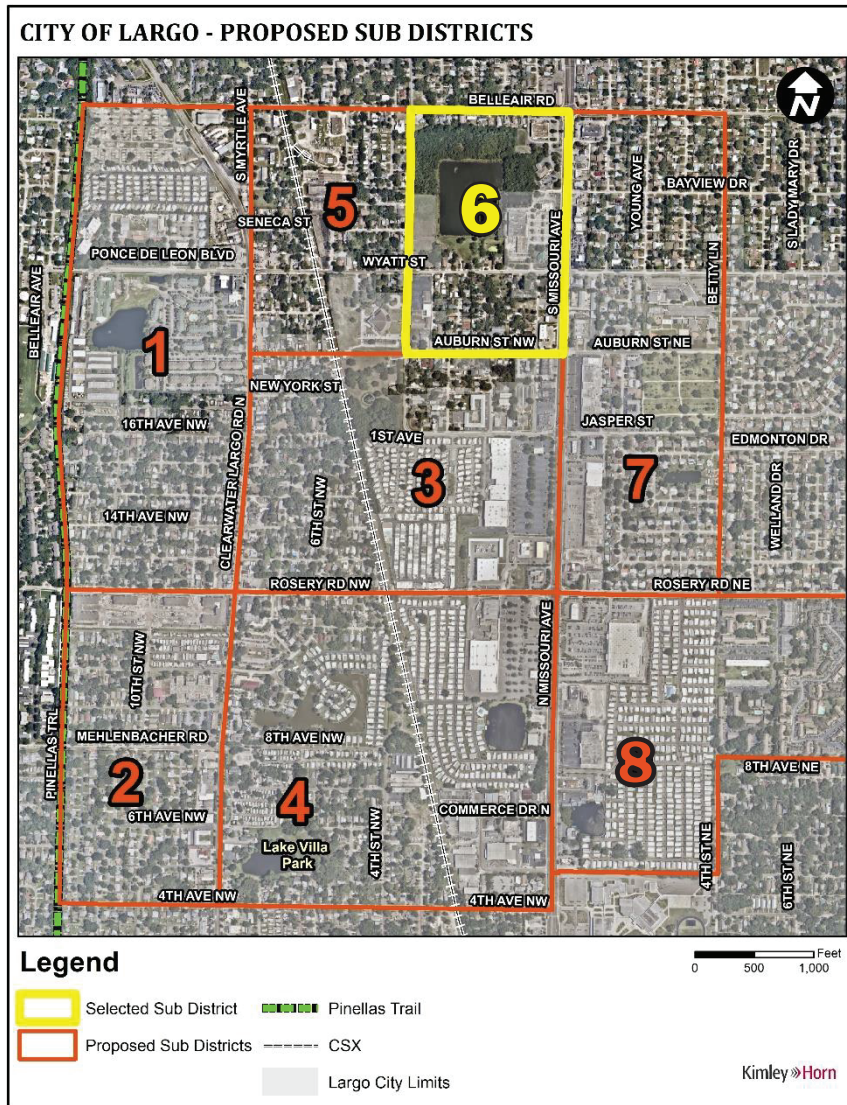 CITY OF LARGO - PROPOSED SUB DISTRICTS
N
BELLEAIR RD
S MYRTLE AVE
S LADY MARY DR
YOUNG AVE
BAYVIEW DR
5
6
SENECA ST
S MISSOURI AVE
BETTY LN
PONCE DE LEON BLVD
WYATT ST
BELLEAIR AVE
1
AUBURN ST NW
AUBURN ST NE
NEW YORK ST
16TH AVE NW
JASPER ST
1ST AVE
EDMONTON DR
CLEARWATER LARGO RD N
3
7
6TH ST NW
WELLAND DR
14TH AVE NW
ROSERY RD NW
ROSERY RD NE
10TH ST NW
N MISSOURI AVE
MEHLENBACHER RD
8TH AVE NW
PINELLAS TRL
2
8
8TH AVE NE
4
6TH AVE NW
COMMERCE DR N
4TH ST NW
Lake Villa
Park
4TH ST NE
6TH ST NE
4TH AVE NW
4TH AVE NW
Legend
Feet
0 500 1,000
Selected Sub District
Pinellas Trail
Proposed Sub Districts
CSX
Largo City Limits
Kimley»Horn